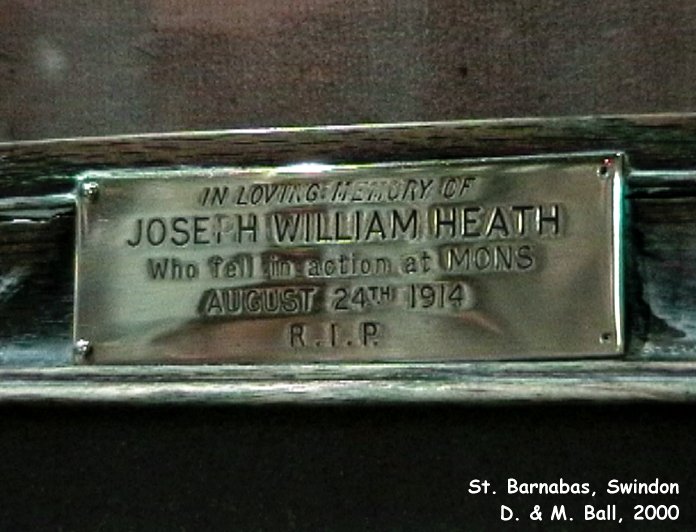 IN LOVING MEMORY OF
JOSEPH WILLIAM HEATH
Who fell in action at MONS
AUGUST 24TH 1914
R.I.P.
St. Barnabas, Swindon
D. & M. Ball, 2000